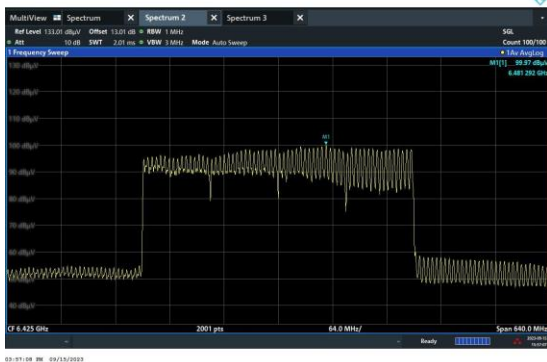 MultiView Spectrum X Spectrum 2 X Spectrum 3 X
Ref Level 133.01 dBµV Offset 13.01 dB RBW 1 MHz SGL
Att 10 dB SWT 2.01 ms VBW 3 MHz Mode Auto Sweep Count 100/100
1 Frequency Sweep 1Av AvgLog
M1[1] 99.97 dBµV
6.481 292 GHz
130 dBµV
120 dBµV
110 dBµV
M1
100 dBµV
90 dBµV
80 dBµV
70 dBµV
60 dBµV
50 dBµV
40 dBµV
CF 6.425 GHz 2001 pts 64.0 MHz/ Span 640.0 MHz
Ready
03:57:08 PM 09/15/2023